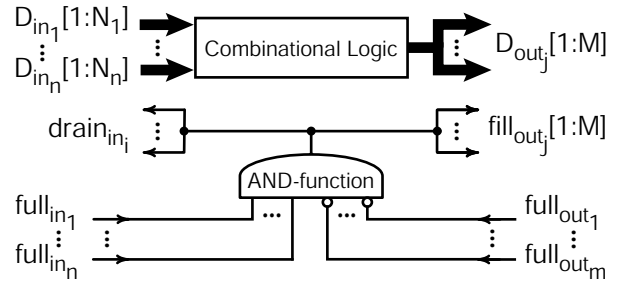 D_in_1[1:N_1]
D_in_n[1:N_n]
Combinational Logic
D_out_j[1:M]
drain_in_i
fill_out_j[1:M]
AND-function
full_in_1
full_out_1
full_in_n
full_out_m